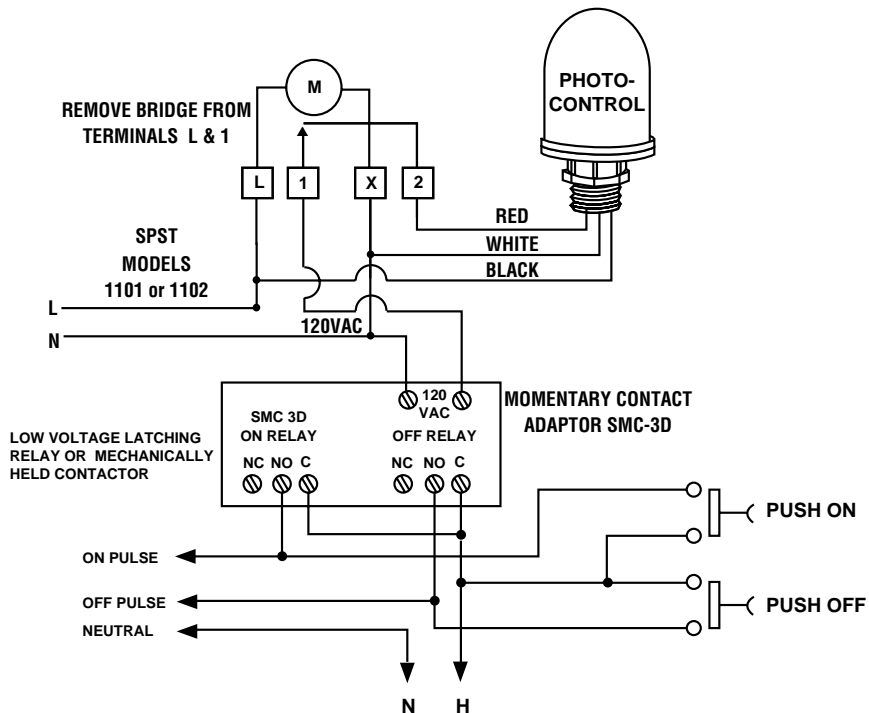 M
PHOTO-
CONTROL
REMOVE BRIDGE FROM
TERMINALS L & 1
L
1
X
2
RED
WHITE
BLACK
SPST
MODELS
1101 or 1102
L
N
120VAC
120
VAC
MOMENTARY CONTACT
ADAPTOR SMC-3D
SMC 3D
ON RELAY
OFF RELAY
NC NO C
NC NO C
LOW VOLTAGE LATCHING
RELAY OR MECHANICALLY
HELD CONTACTOR
PUSH ON
ON PULSE
OFF PULSE
PUSH OFF
NEUTRAL
N
H